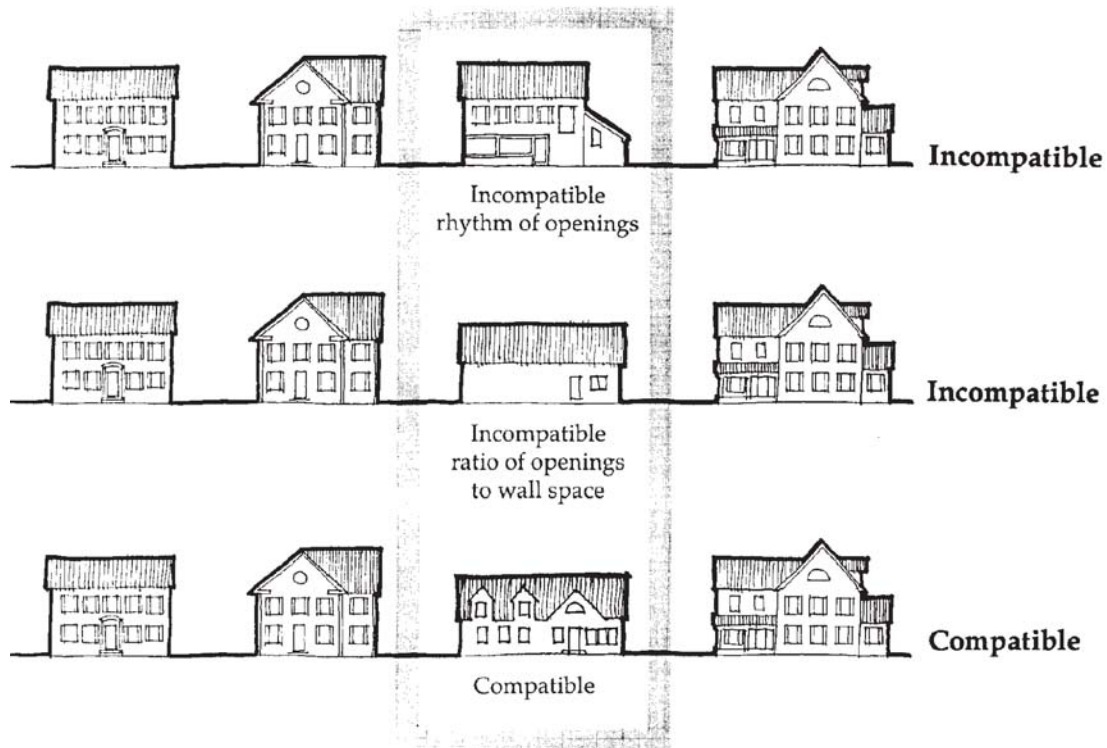 Incompatible
Incompatible
rhythm of openings
Incompatible
Incompatible
ratio of openings
to wall space
Compatible
Compatible